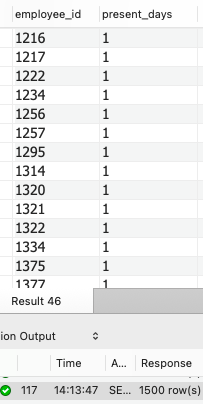 employee_id present_days
1216 1
1217 1
1222 1
1234 1
1256 1
1257 1
1295 1
1314 1
1320 1
1321 1
1322 1
1334 1
1375 1
1377 1
Result 46
ion Output
Time A... Response
117 14:13:47 SE... 1500 row(s)